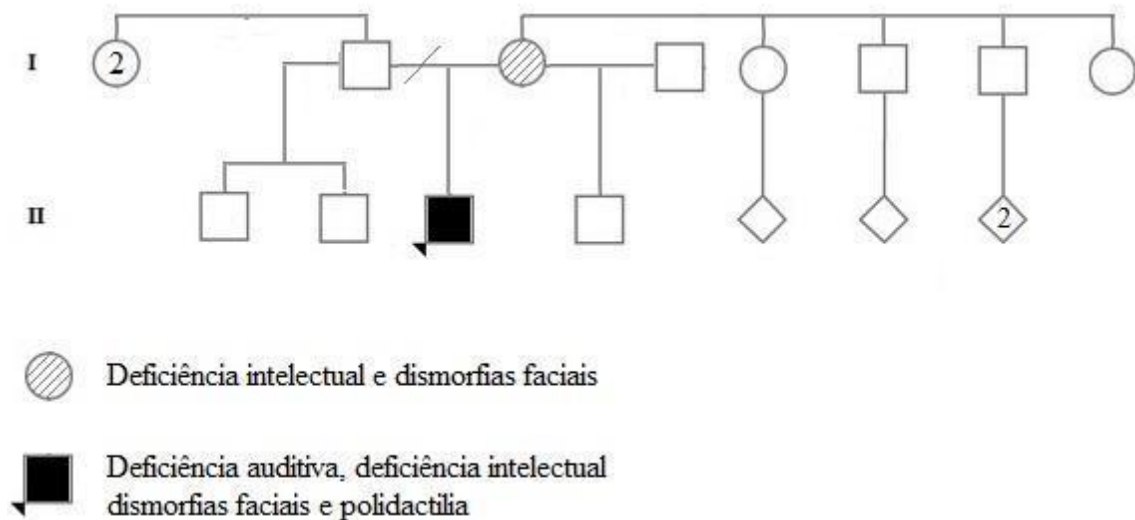 I
2
II
2
Deficiência intelectual e dismorfias faciais
Deficiência auditiva, deficiência intelectual
dismorfias faciais e polidactilia